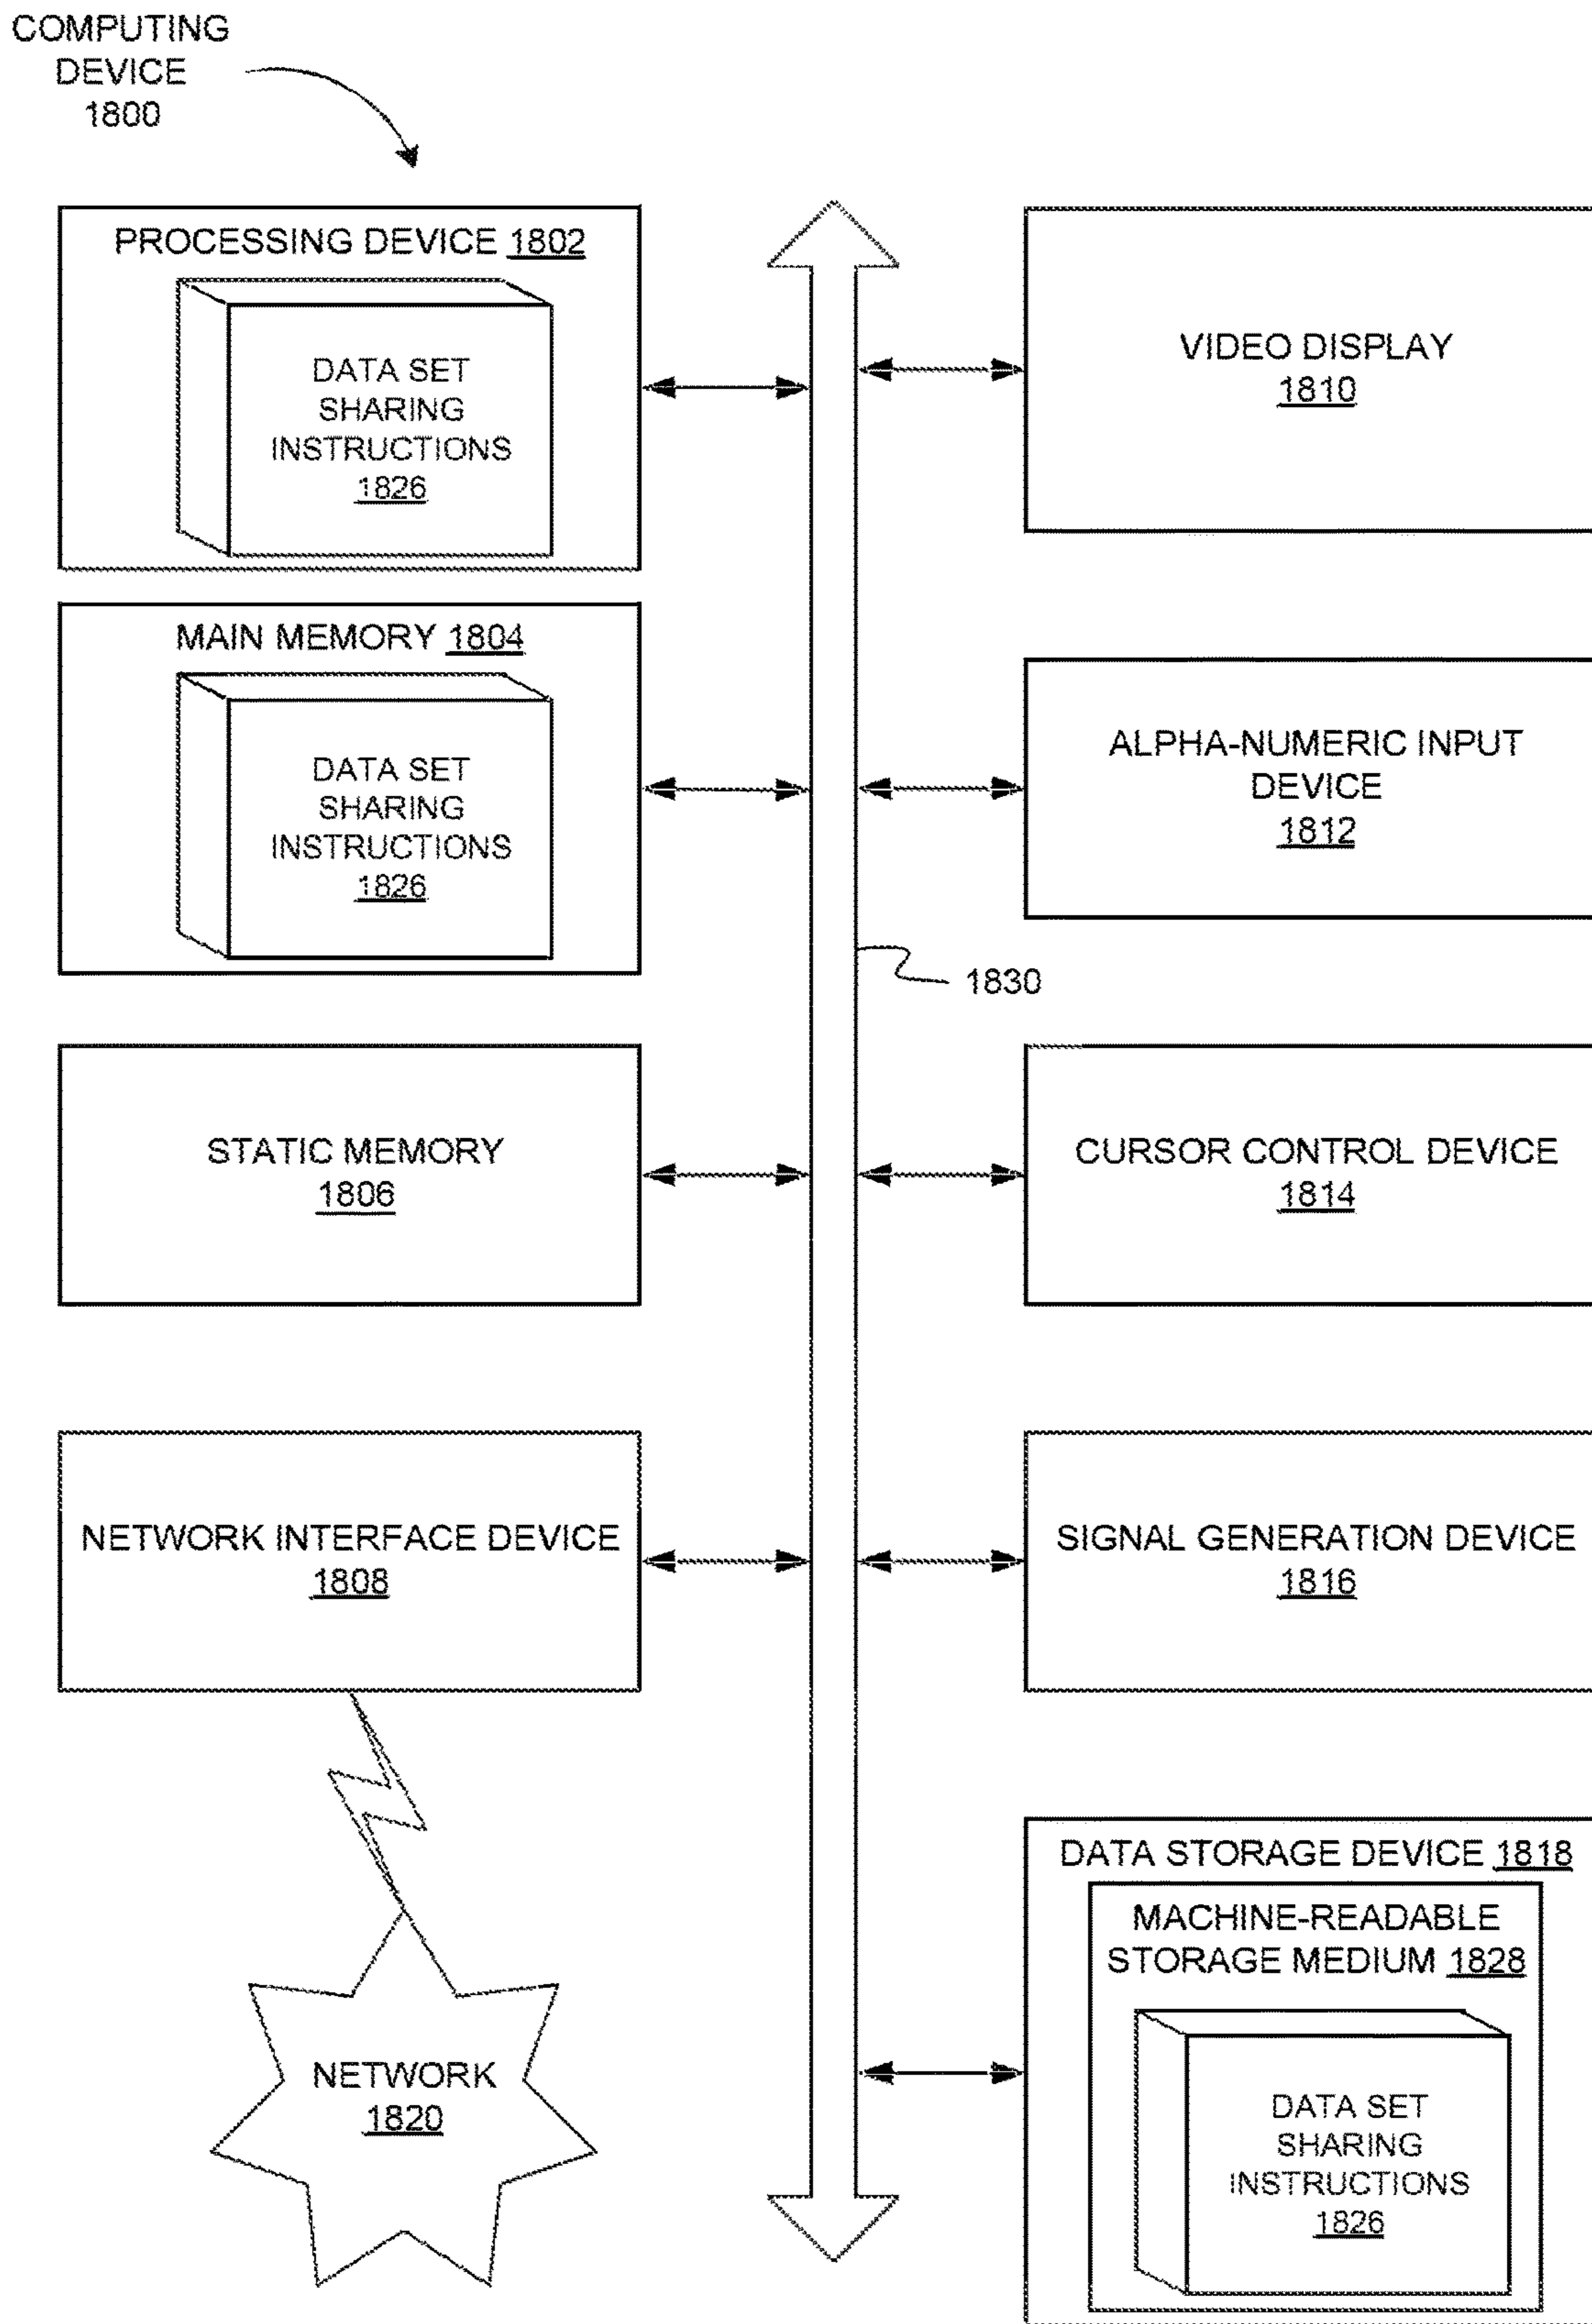 COMPUTING
DEVICE
1800
PROCESSING DEVICE 1802
DATA SET
SHARING
INSTRUCTIONS
1826
MAIN MEMORY 1804
DATA SET
SHARING
INSTRUCTIONS
1826
STATIC MEMORY
1806
NETWORK INTERFACE DEVICE
1808
NETWORK
1820
1830
VIDEO DISPLAY
1810
ALPHA-NUMERIC INPUT
DEVICE
1812
CURSOR CONTROL DEVICE
1814
SIGNAL GENERATION DEVICE
1816
DATA STORAGE DEVICE 1818
MACHINE-READABLE
STORAGE MEDIUM 1828
DATA SET
SHARING
INSTRUCTIONS
1826